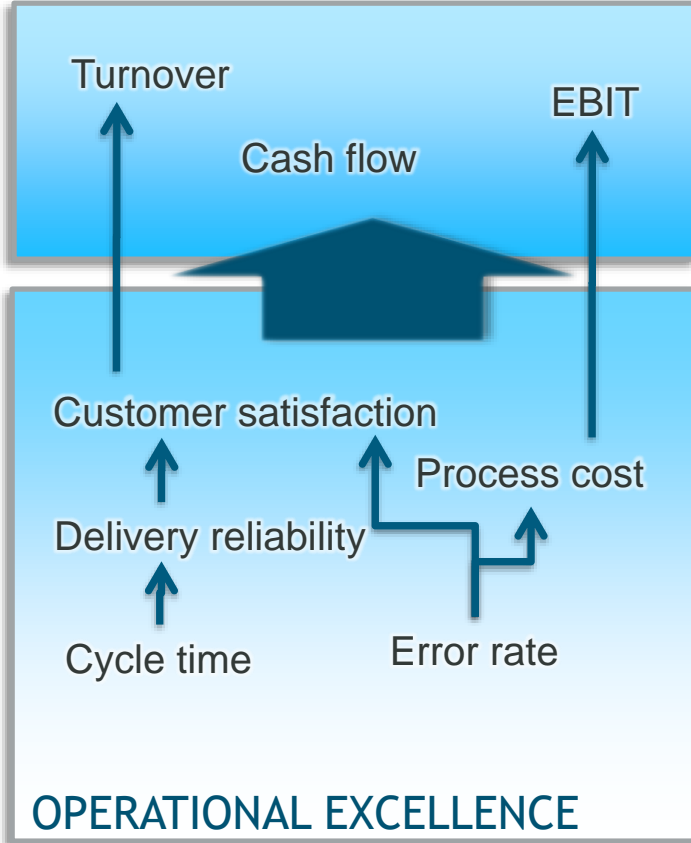 Turnover
EBIT
Cash flow
Customer satisfaction
Process cost
Delivery reliability
Cycle time
Error rate
OPERATIONAL EXCELLENCE